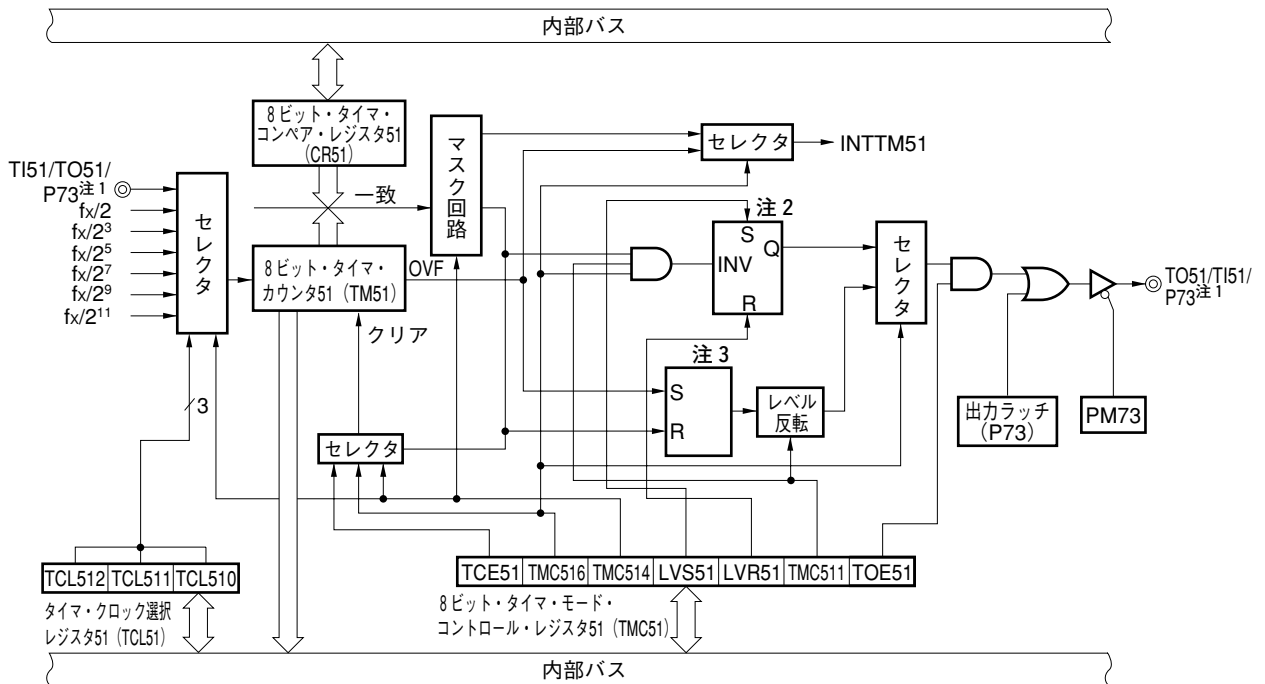 内部バス
8ビット・タイマ・
コンペア・レジスタ51
(CR51)
マスク回路
セレクタ
INTTM51
TI51/TO51/
P73注1
fx/2
fx/2³
fx/2⁵
fx/2⁷
fx/2⁹
fx/2¹¹
セレクタ
一致
8ビット・タイマ・
カウンタ51(TM51)
OVF
クリア
注2
S
INV
Q
R
セレクタ
TO51/TI51/
P73注1
注3
S
R
レベル
反転
出力ラッチ
(P73)
PM73
3
セレクタ
TCL512 TCL511 TCL510
タイマ・クロック選択
レジスタ51(TCL51)
TCE51 TMC516 TMC514 LVS51 LVR51 TMC511 TOE51
8ビット・タイマ・モード・
コントロール・レジスタ51(TMC51)
内部バス